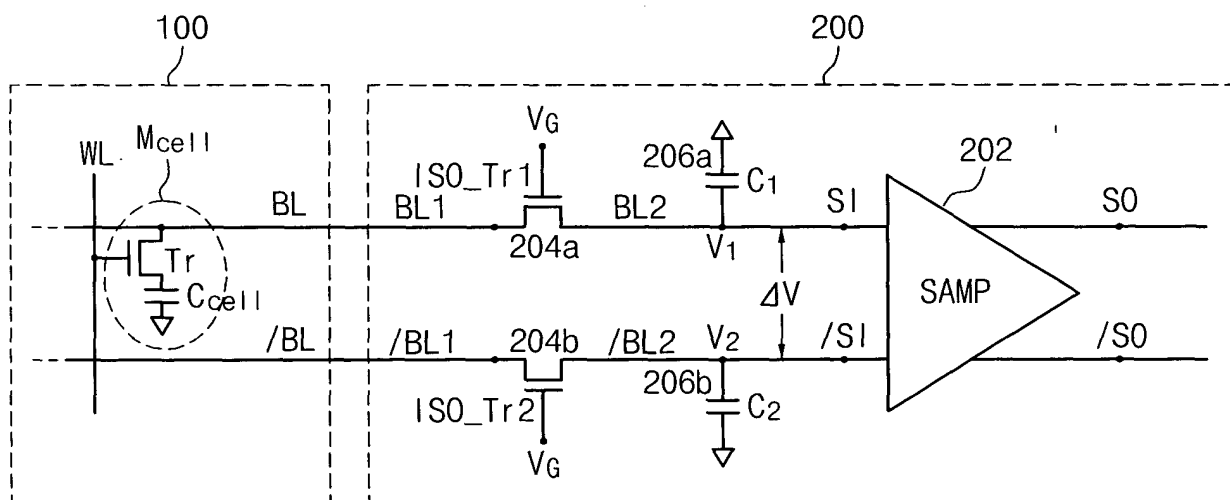 100
200
Mcell
WL
VG
206a
C1
202
ISO_Tr1
BL
BL1
BL2
SI
SO
204a
V1
Tr
Ccell
ΔV
SAMP
/BL
/BL1
204b
/BL2
V2
/SI
/SO
206b
C2
ISO_Tr2
VG